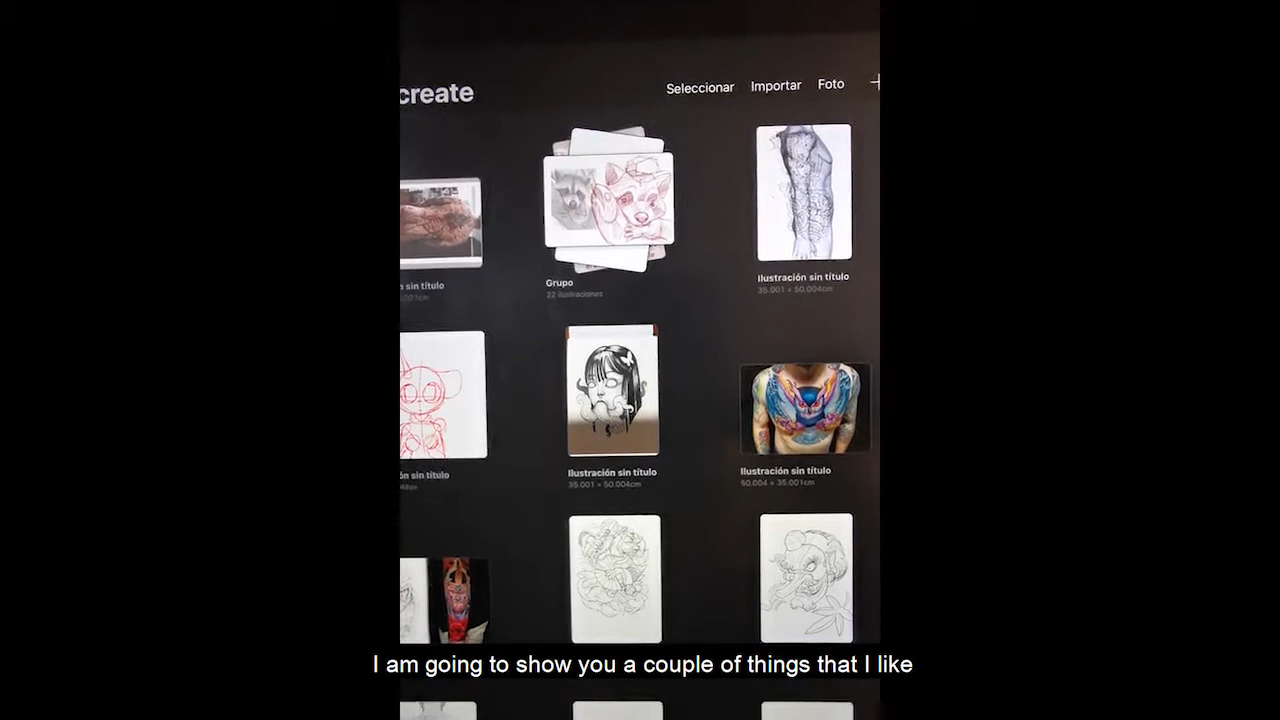 create
Seleccionar Importar Foto
n sin título
Grupo
22 ilustraciones
Ilustración sin título
35.001 × 50.004cm
ón sin título
Ilustración sin título
35.001 × 50.004cm
Ilustración sin título
50.004 × 35.001cm
I am going to show you a couple of things that I like